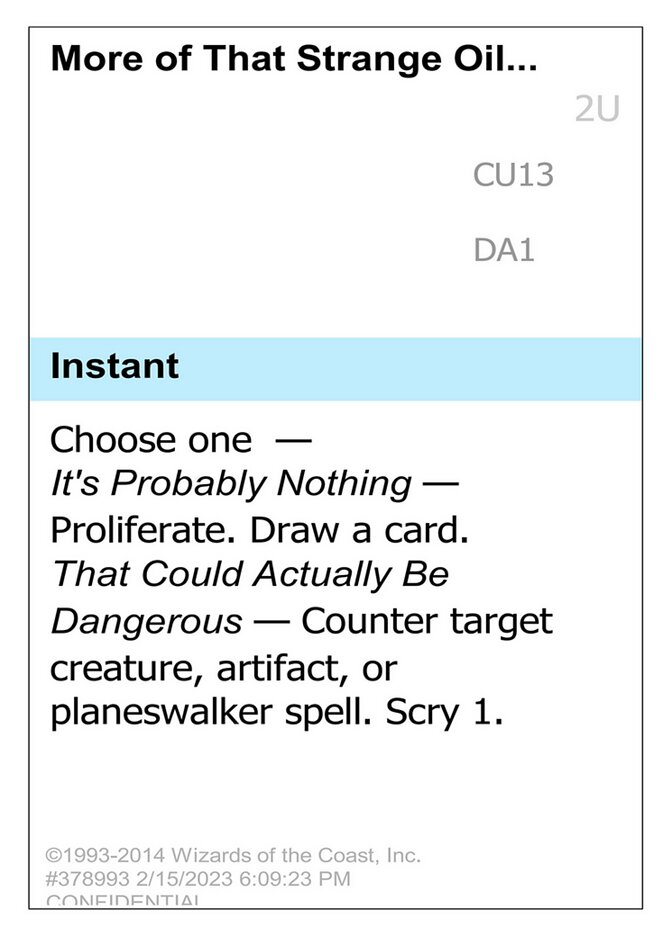 More of That Strange Oil...
2U
CU13
DA1
Instant
Choose one —
It's Probably Nothing —
Proliferate. Draw a card.
That Could Actually Be
Dangerous — Counter target
creature, artifact, or
planeswalker spell. Scry 1.
©1993-2014 Wizards of the Coast, Inc.
#378993 2/15/2023 6:09:23 PM
CONFIDENTIAL